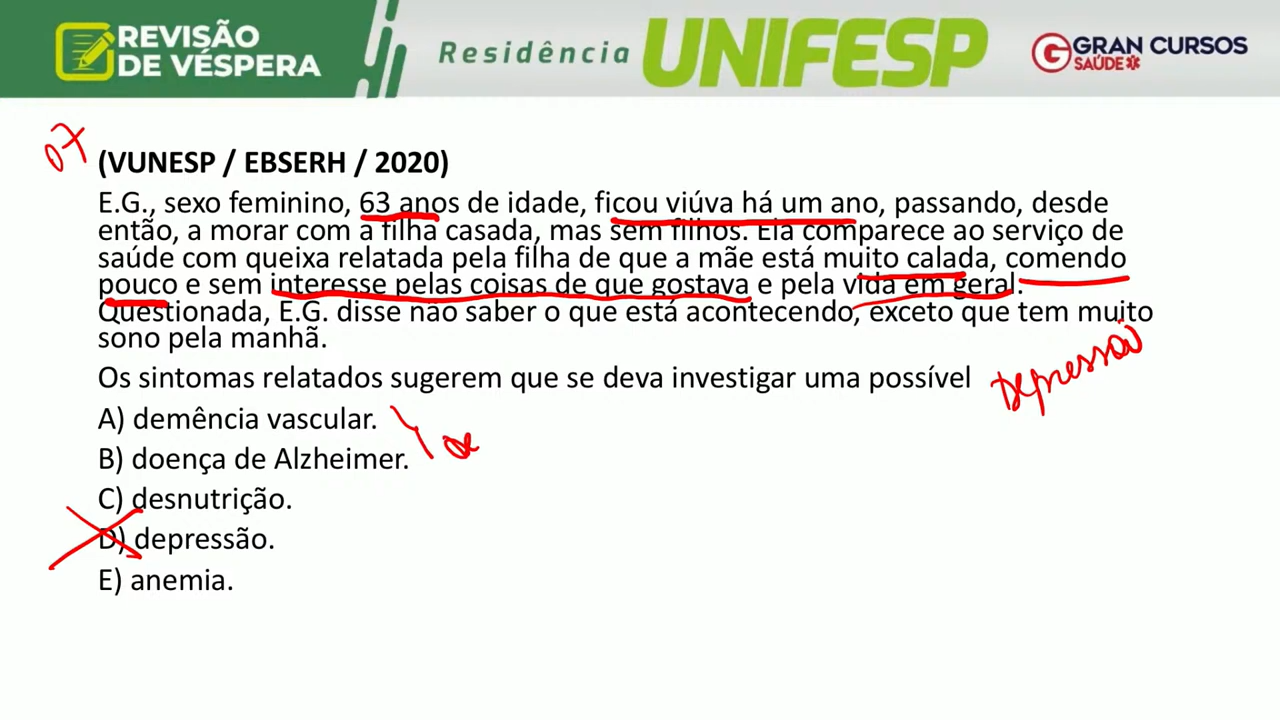 REVISÃO
DE VÉSPERA
Residência UNIFESP
GRAN CURSOS
SAÚDE
07
(VUNESP / EBSERH / 2020)
E.G., sexo feminino, 63 anos de idade, ficou viúva há um ano, passando, desde
então, a morar com a filha casada, mas sem filhos. Ela comparece ao serviço de
saúde com queixa relatada pela filha de que a mãe está muito calada, comendo
pouco e sem interesse pelas coisas de que gostava e pela vida em geral.
Questionada, E.G. disse não saber o que está acontecendo, exceto que tem muito
sono pela manhã.
Depressão
Os sintomas relatados sugerem que se deva investigar uma possível
A) demência vascular.
B) doença de Alzheimer.
C) desnutrição.
D) depressão.
E) anemia.